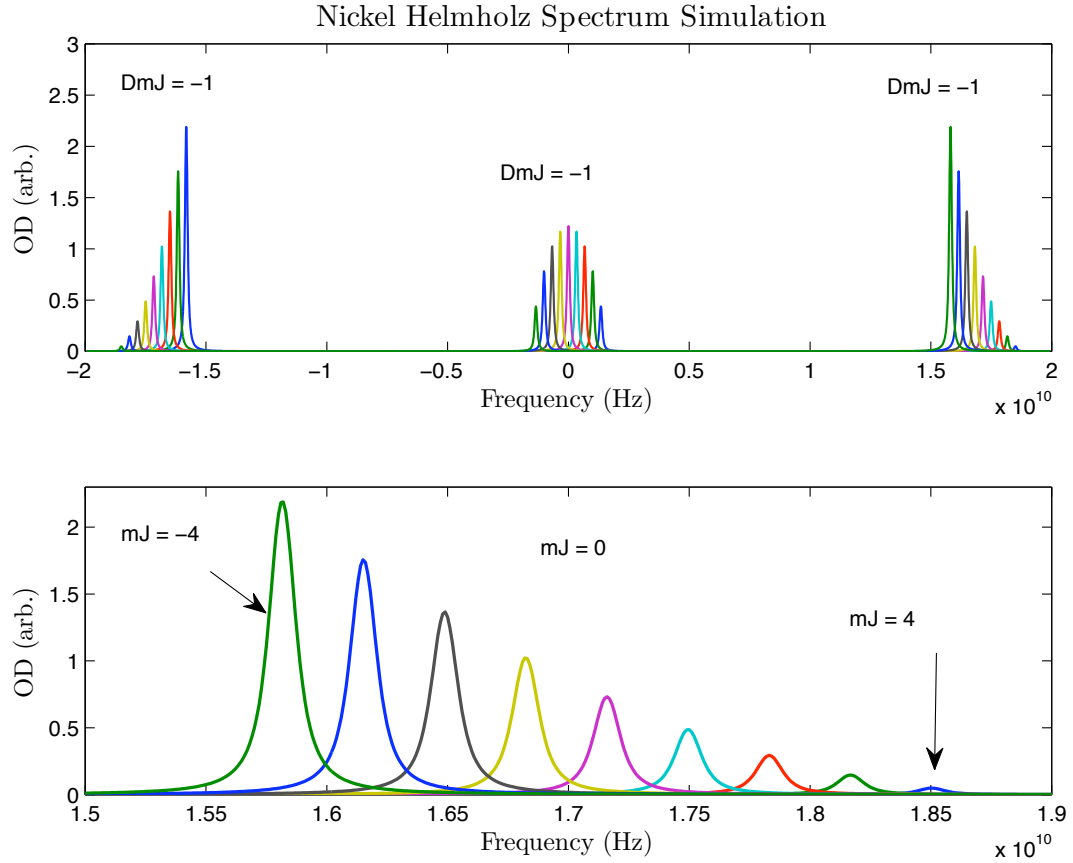 Nickel Helmholz Spectrum Simulation
3
2.5
2
1.5
1
0.5
0
OD (arb.)
DmJ = −1
DmJ = −1
DmJ = −1
−2
−1.5
−1
−0.5
0
0.5
1
1.5
2
Frequency (Hz)
x 10^10
2
1.5
1
0.5
0
OD (arb.)
mJ = −4
mJ = 0
mJ = 4
1.5
1.55
1.6
1.65
1.7
1.75
1.8
1.85
1.9
Frequency (Hz)
x 10^10